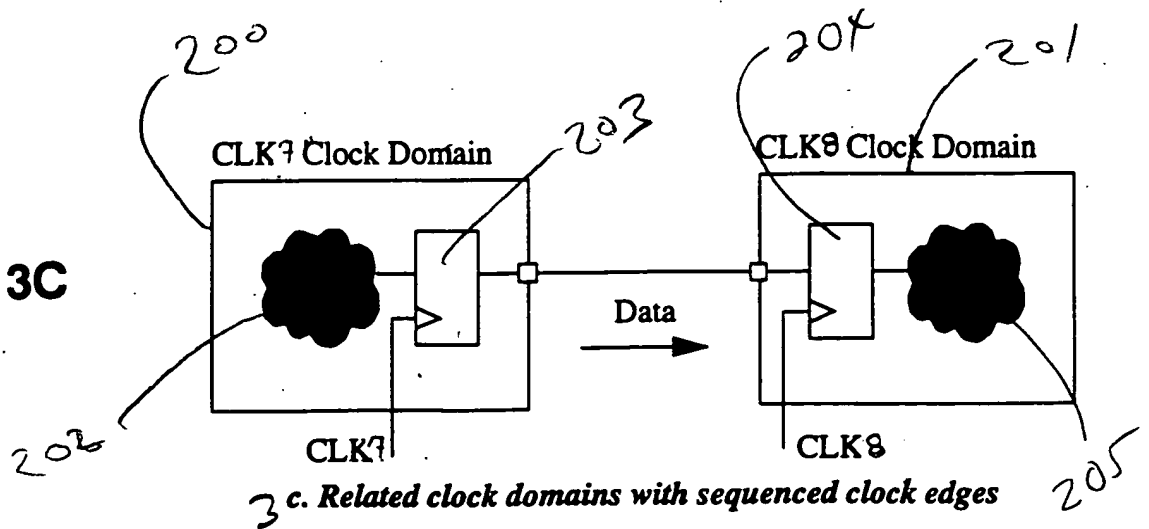 200
204
201
203
CLK7 Clock Domain
CLK8 Clock Domain
3C
Data
202
CLK7
CLK8
205
3 c. Related clock domains with sequenced clock edges